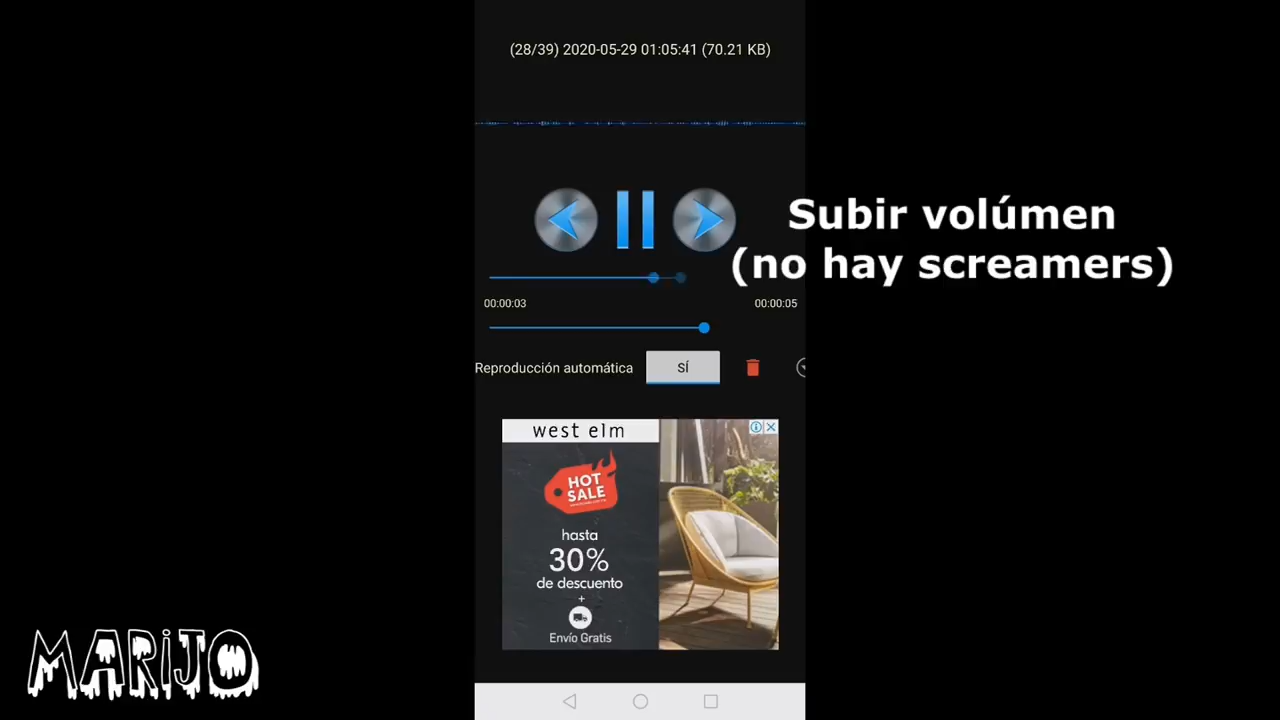 (28/39) 2020-05-29 01:05:41 (70.21 KB)
Subir volúmen
(no hay screamers)
00:00:03
00:00:05
Reproducción automática
SÍ
west elm
HOT
SALE
hasta
30%
de descuento
+
Envío Gratis
MARiJO